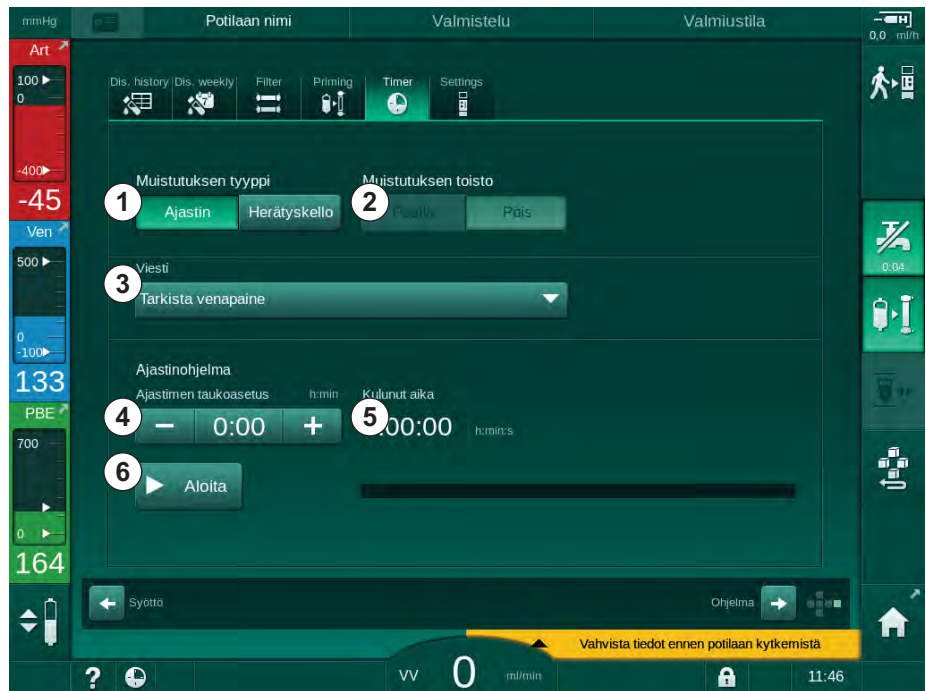 mmHg Potilaan nimi Valmistelu Valmiustila
0,0 ml/h
Art
100
0
-400
-45
Ven
500
0
-100
133
PBE
700
0
164
Dis. history Dis. weekly Filter Priming Timer Settings
7
Muistutuksen tyyppi Muistutuksen toisto
1 Ajastin Herätyskello 2 Pois
Viesti
3 Tarkista venapaine
Ajastinohjelma
Ajastimen taukoasetus h:min Kulunut aika
4 − 0:00 + 5 :00:00 h:min:s
6 Aloita
Syöttö Ohjelma
Vahvista tiedot ennen potilaan kytkemistä
? VV 0 ml/min 11:46
0:04